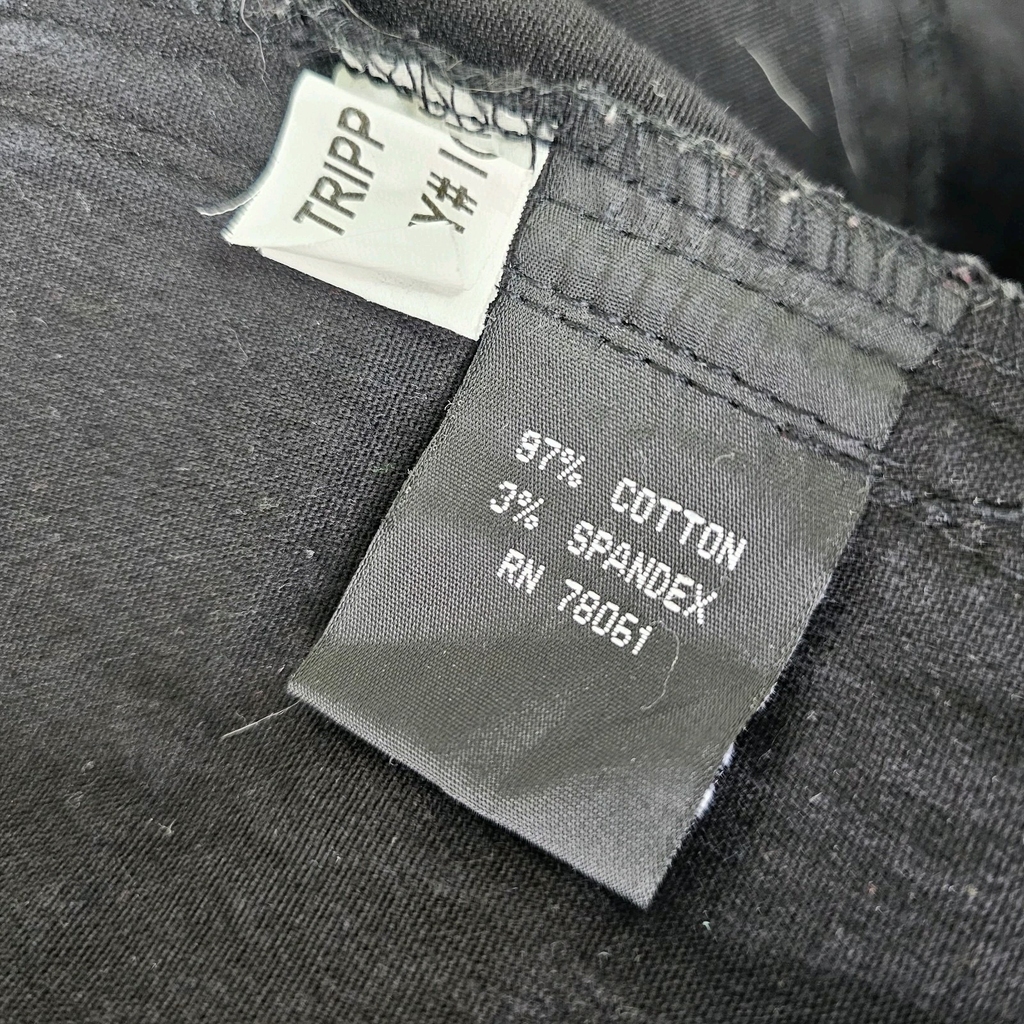 TRIPP
Y#
97% COTTON
3% SPANDEX
RN 78061